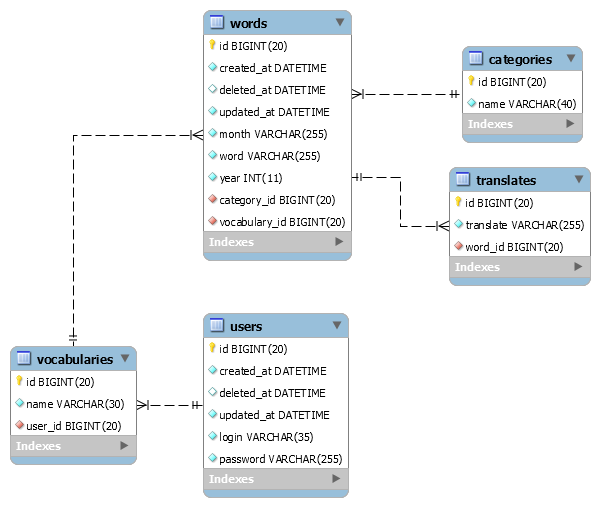 words
id BIGINT(20)
created_at DATETIME
deleted_at DATETIME
updated_at DATETIME
month VARCHAR(255)
word VARCHAR(255)
year INT(11)
category_id BIGINT(20)
vocabulary_id BIGINT(20)
Indexes
categories
id BIGINT(20)
name VARCHAR(40)
Indexes
translates
id BIGINT(20)
translate VARCHAR(255)
word_id BIGINT(20)
Indexes
vocabularies
id BIGINT(20)
name VARCHAR(30)
user_id BIGINT(20)
Indexes
users
id BIGINT(20)
created_at DATETIME
deleted_at DATETIME
updated_at DATETIME
login VARCHAR(35)
password VARCHAR(255)
Indexes